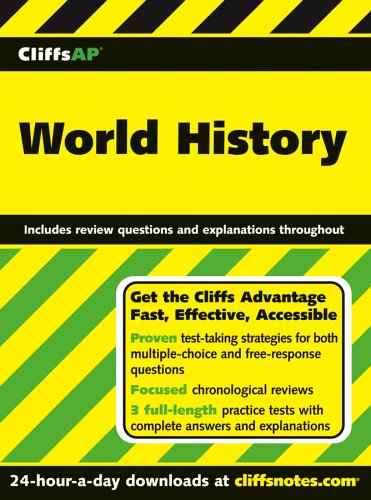 CliffsAP®
World History
Includes review questions and explanations throughout
Get the Cliffs Advantage
Fast, Effective, Accessible
Proven test-taking strategies for both
multiple-choice and free-response
questions
Focused chronological reviews
3 full-length practice tests with
complete answers and explanations
24-hour-a-day downloads at cliffsnotes.com®